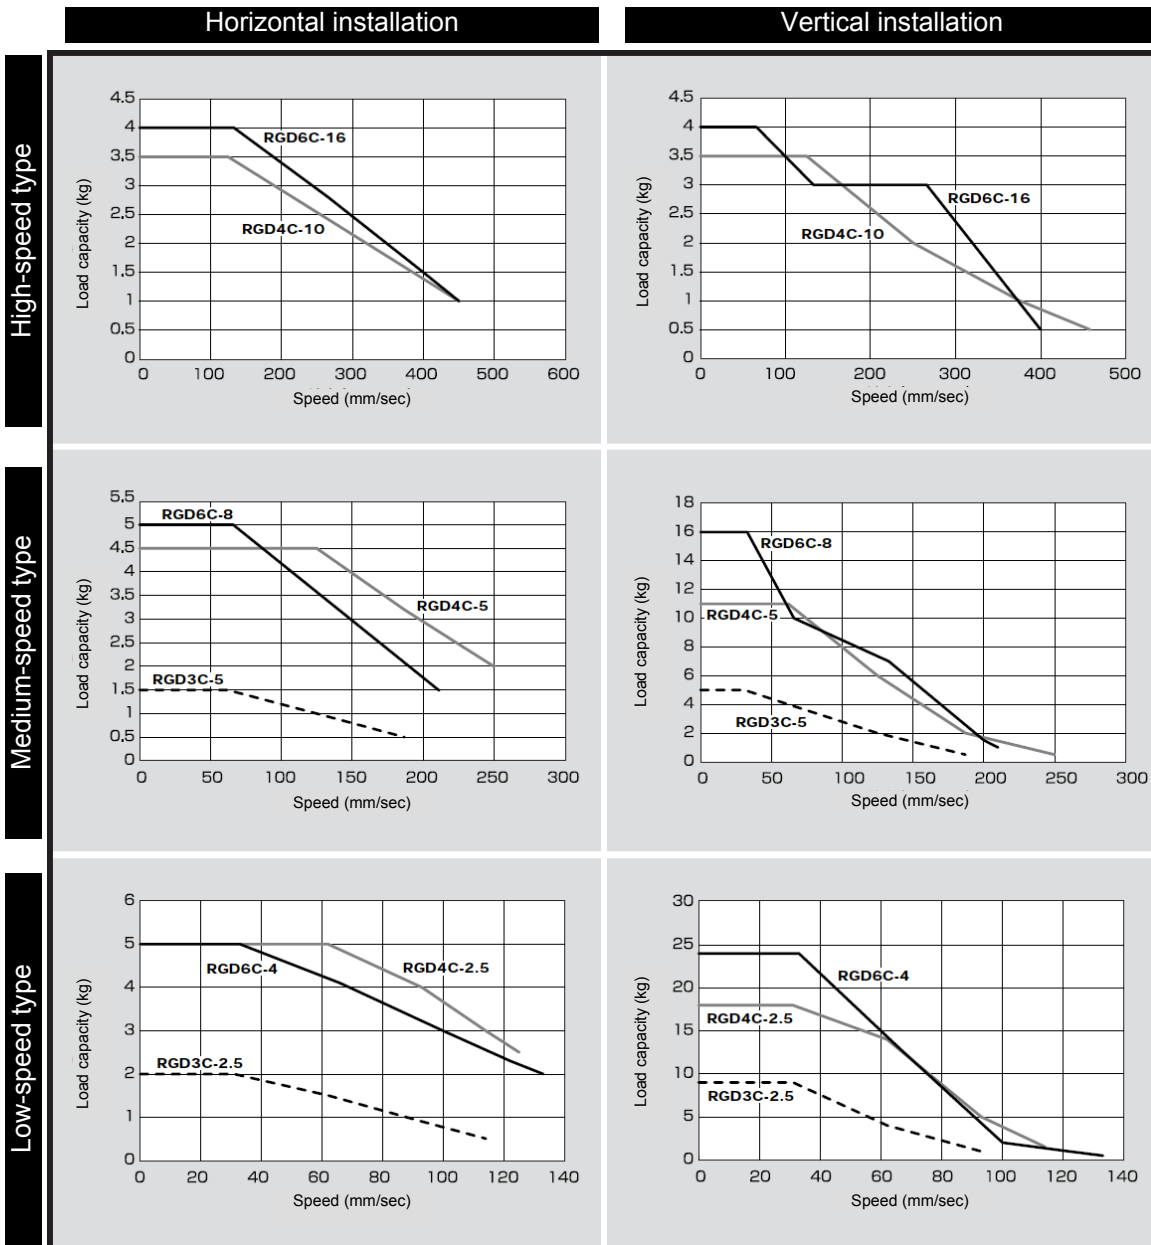 Horizontal installation
Vertical installation
High-speed type
4.5
4
3.5
3
2.5
2
1.5
1
0.5
0
Load capacity (kg)
RGD6C-16
RGD4C-10
0 100 200 300 400 500 600
Speed (mm/sec)
4.5
4
3.5
3
2.5
2
1.5
1
0.5
0
Load capacity (kg)
RGD6C-16
RGD4C-10
0 100 200 300 400 500
Speed (mm/sec)
Medium-speed type
5.5
5
4.5
4
3.5
3
2.5
2
1.5
1
0.5
0
Load capacity (kg)
RGD6C-8
RGD4C-5
RGD3C-5
0 50 100 150 200 250 300
Speed (mm/sec)
18
16
14
12
10
8
6
4
2
0
Load capacity (kg)
RGD6C-8
RGD4C-5
RGD3C-5
0 50 100 150 200 250 300
Speed (mm/sec)
Low-speed type
6
5
4
3
2
1
0
Load capacity (kg)
RGD6C-4
RGD4C-2.5
RGD3C-2.5
0 20 40 60 80 100 120 140
Speed (mm/sec)
30
25
20
15
10
5
0
Load capacity (kg)
RGD6C-4
RGD4C-2.5
RGD3C-2.5
0 20 40 60 80 100 120 140
Speed (mm/sec)